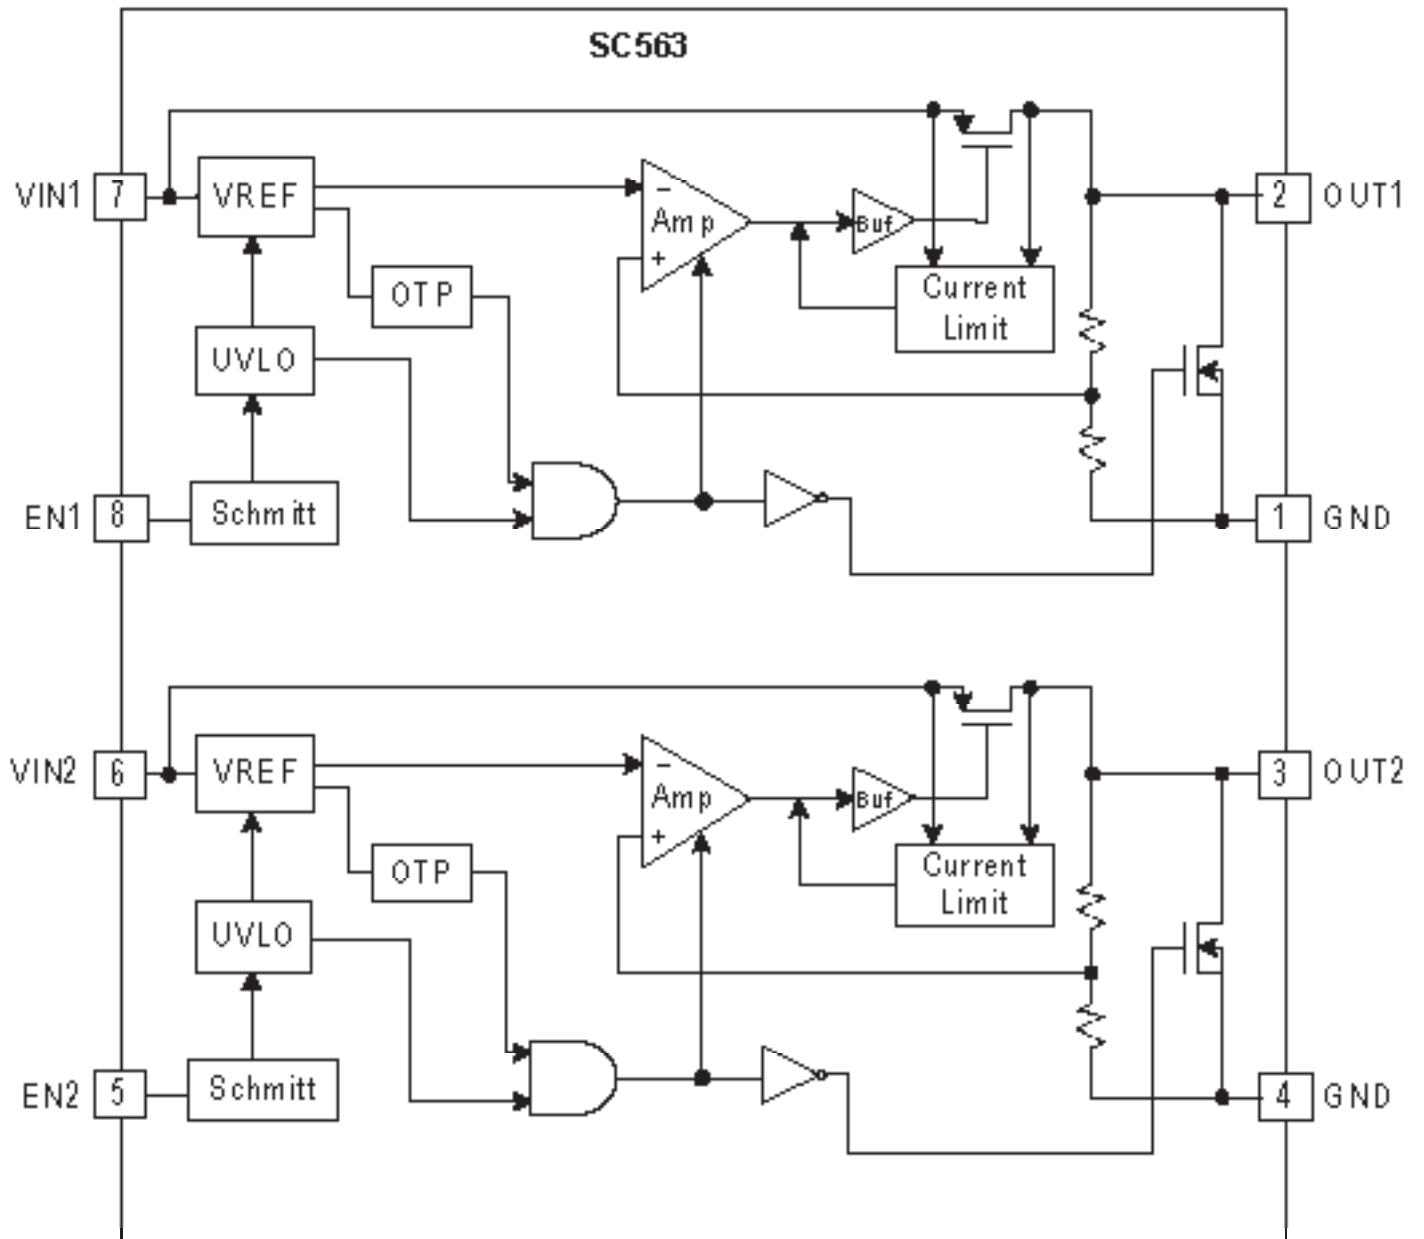 SC563
VIN1 7 VREF
- Amp +
Buf
2 OUT1
OTP
Current
Limit
UVLO
EN1 8 Schmitt
1 GND
VIN2 6 VREF
- Amp +
Buf
3 OUT2
OTP
Current
Limit
UVLO
EN2 5 Schmitt
4 GND